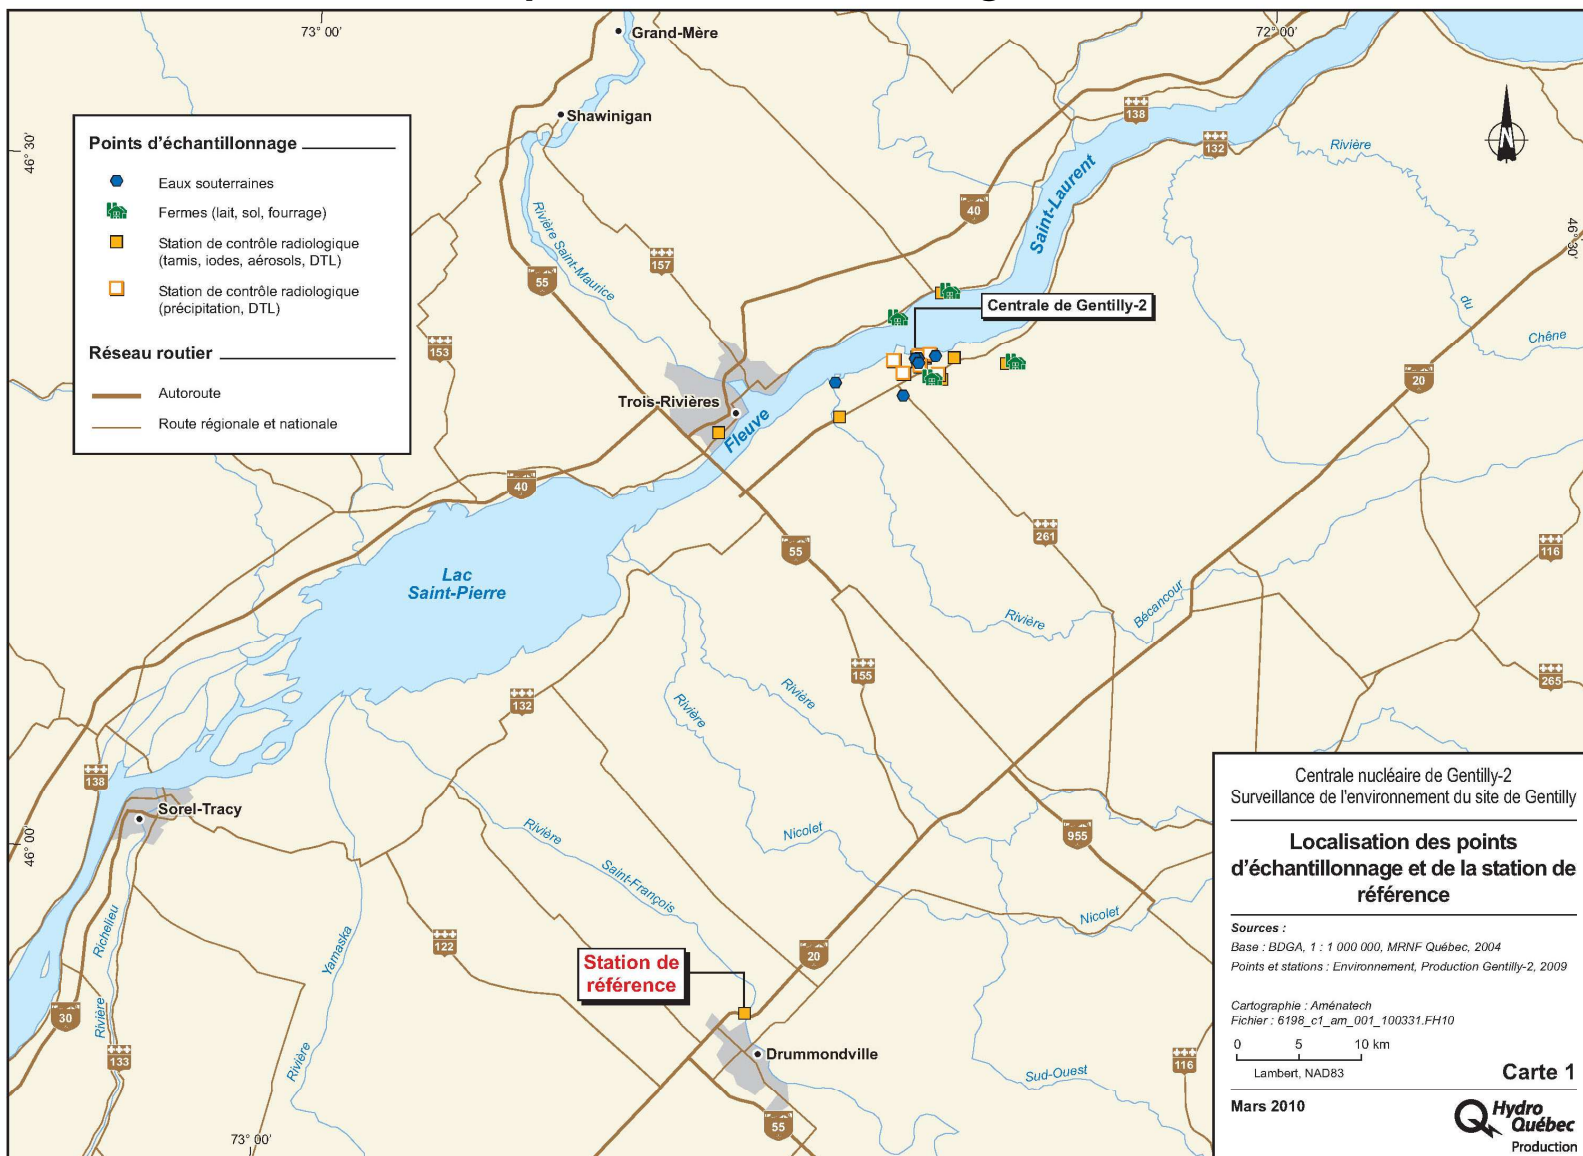 73° 00'
72° 00'
Grand-Mère
Shawinigan
138
132
Rivière
46° 30'
Points d'échantillonnage
Eaux souterraines
Fermes (lait, sol, fourrage)
Station de contrôle radiologique
(tamis, iodes, aérosols, DTL)
Station de contrôle radiologique
(précipitation, DTL)
Réseau routier
Autoroute
Route régionale et nationale
N
Rivière Saint-Maurice
40
Saint-Laurent
46° 30'
157
55
du
Chêne
Centrale de Gentilly-2
153
20
Trois-Rivières
Fleuve
40
261
55
116
Lac
Saint-Pierre
Rivière
Bécancour
155
265
132
Rivière
Rivière
138
Sorel-Tracy
46° 00'
Rivière
Saint-François
Nicolet
955
Nicolet
Richelieu
Rivière
Yamaska
Rivière
122
20
Station de
référence
30
133
Drummondville
Sud-Ouest
116
55
73° 00'
Centrale nucléaire de Gentilly-2
Surveillance de l'environnement du site de Gentilly
Localisation des points
d'échantillonnage et de la station de
référence
Sources :
Base : BDGA, 1 : 1 000 000, MRNF Québec, 2004
Points et stations : Environnement, Production Gentilly-2, 2009
Cartographie : Aménatech
Fichier : 6198_c1_am_001_100331.FH10
0 5 10 km
Lambert, NAD83
Carte 1
Mars 2010
Hydro
Québec
Production